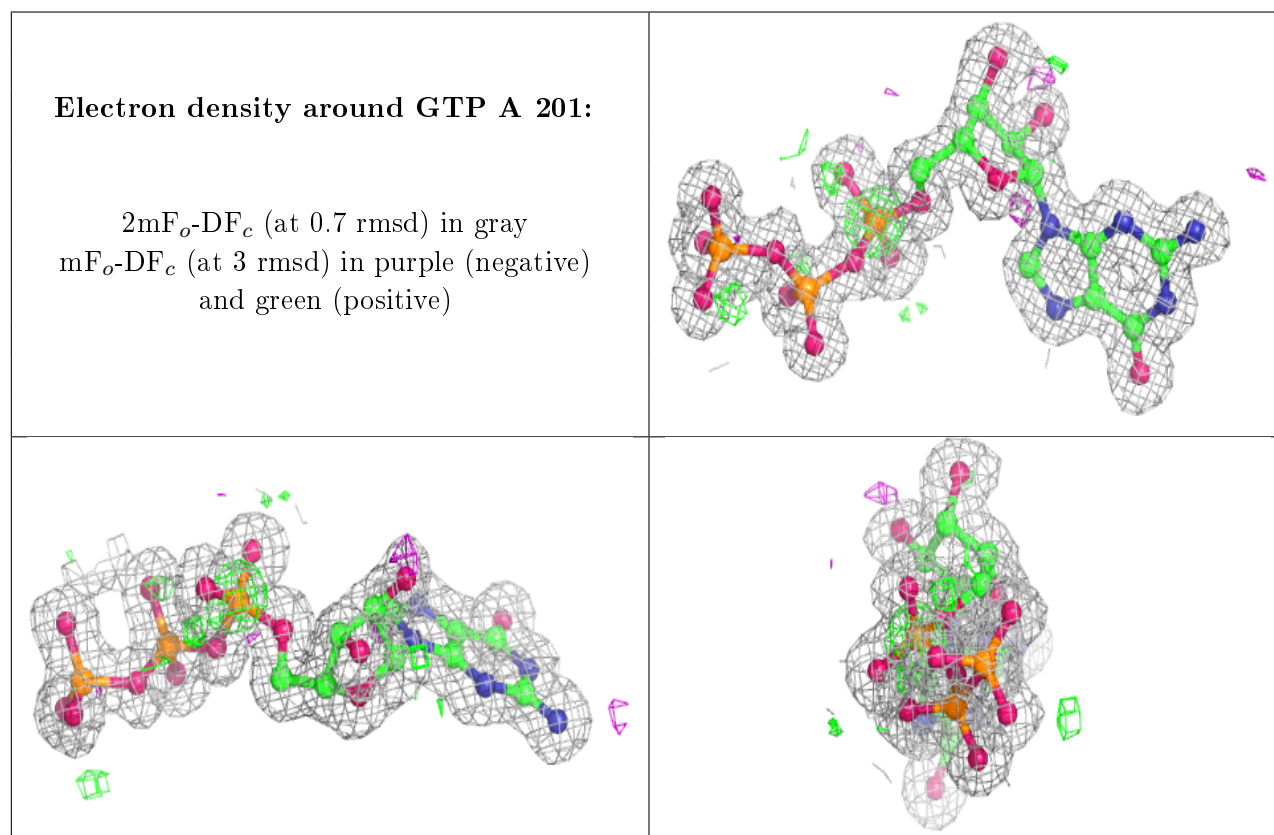 Electron density around GTP A 201:
2mFo-DFc (at 0.7 rmsd) in gray
mFo-DFc (at 3 rmsd) in purple (negative)
and green (positive)